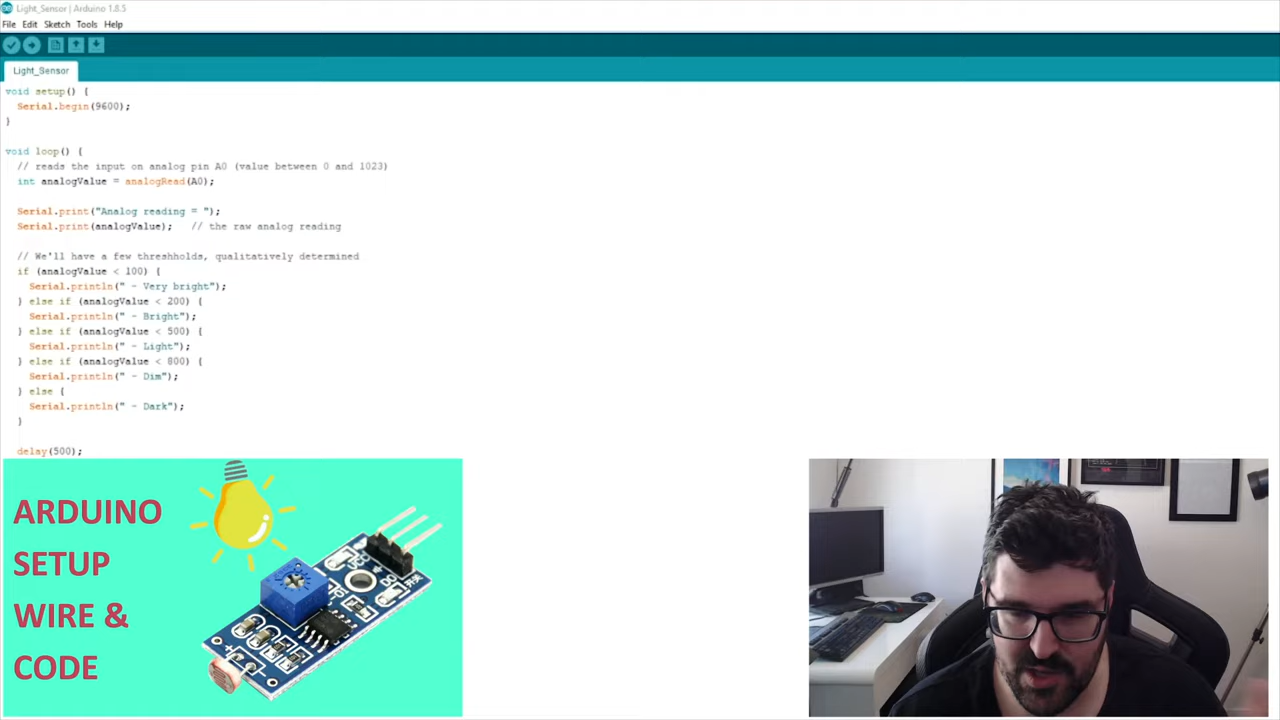 Light_Sensor | Arduino 1.8.5
File Edit Sketch Tools Help
Light_Sensor
void setup() {
Serial.begin(9600);
}
void loop() {
// reads the input on analog pin A0 (value between 0 and 1023)
int analogValue = analogRead(A0);
Serial.print("Analog reading = ");
Serial.print(analogValue);   // the raw analog reading
// We'll have a few threshholds, qualitatively determined
if (analogValue < 100) {
Serial.println(" - Very bright");
} else if (analogValue < 200) {
Serial.println(" - Bright");
} else if (analogValue < 500) {
Serial.println(" - Light");
} else if (analogValue < 800) {
Serial.println(" - Dim");
} else {
Serial.println(" - Dark");
}
delay(500);
ARDUINO
SETUP
WIRE &
CODE
VCC
DO